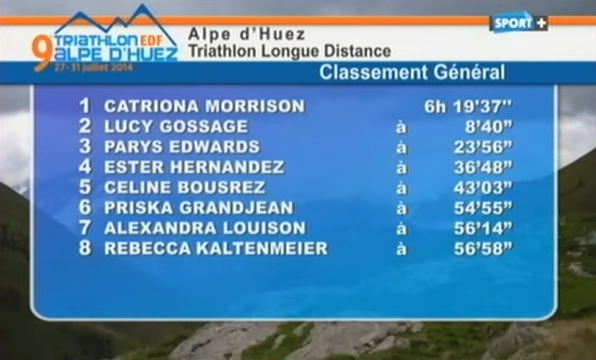 9e TRIATHLON EDF
ALPE D'HUEZ
27-31 juillet 2014
Alpe d'Huez
Triathlon Longue Distance
SPORT +
Classement Général
1 CATRIONA MORRISON 6h 19'37''
2 LUCY GOSSAGE à 8'40"
3 PARYS EDWARDS à 23'56"
4 ESTER HERNANDEZ à 36'48"
5 CELINE BOUSREZ à 43'03"
6 PRISKA GRANDJEAN à 54'55"
7 ALEXANDRA LOUISON à 56'14"
8 REBECCA KALTENMEIER à 56'58"